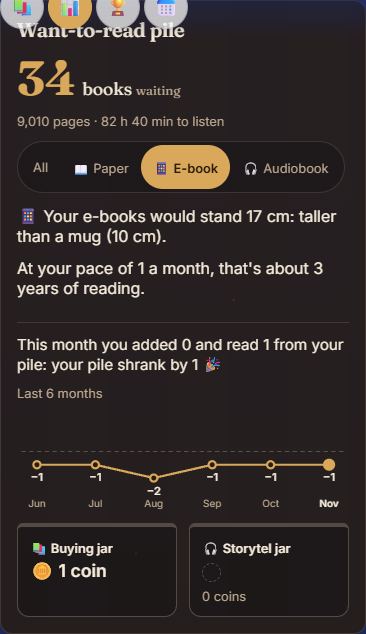 Want-to-read pile
34 books waiting
9,010 pages · 82 h 40 min to listen
All Paper E-book Audiobook
Your e-books would stand 17 cm: taller
than a mug (10 cm).
At your pace of 1 a month, that's about 3
years of reading.
This month you added 0 and read 1 from your
pile: your pile shrank by 1
Last 6 months
−1 −1 −2 −1 −1 −1
Jun Jul Aug Sep Oct Nov
Buying jar
1 coin
Storytel jar
0 coins